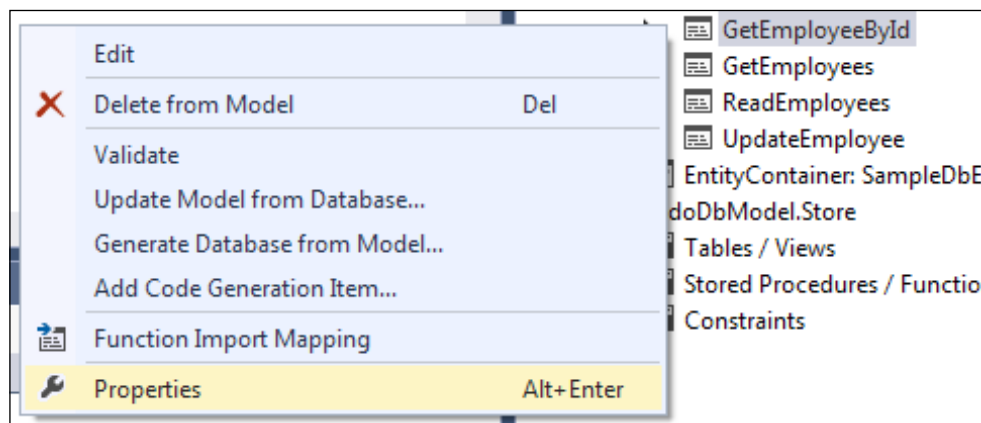 Edit
Delete from Model Del
Validate
Update Model from Database...
Generate Database from Model...
Add Code Generation Item...
Function Import Mapping
Properties Alt+Enter
GetEmployeeById
GetEmployees
ReadEmployees
UpdateEmployee
EntityContainer: SampleDbE
doDbModel.Store
Tables / Views
Stored Procedures / Functio
Constraints